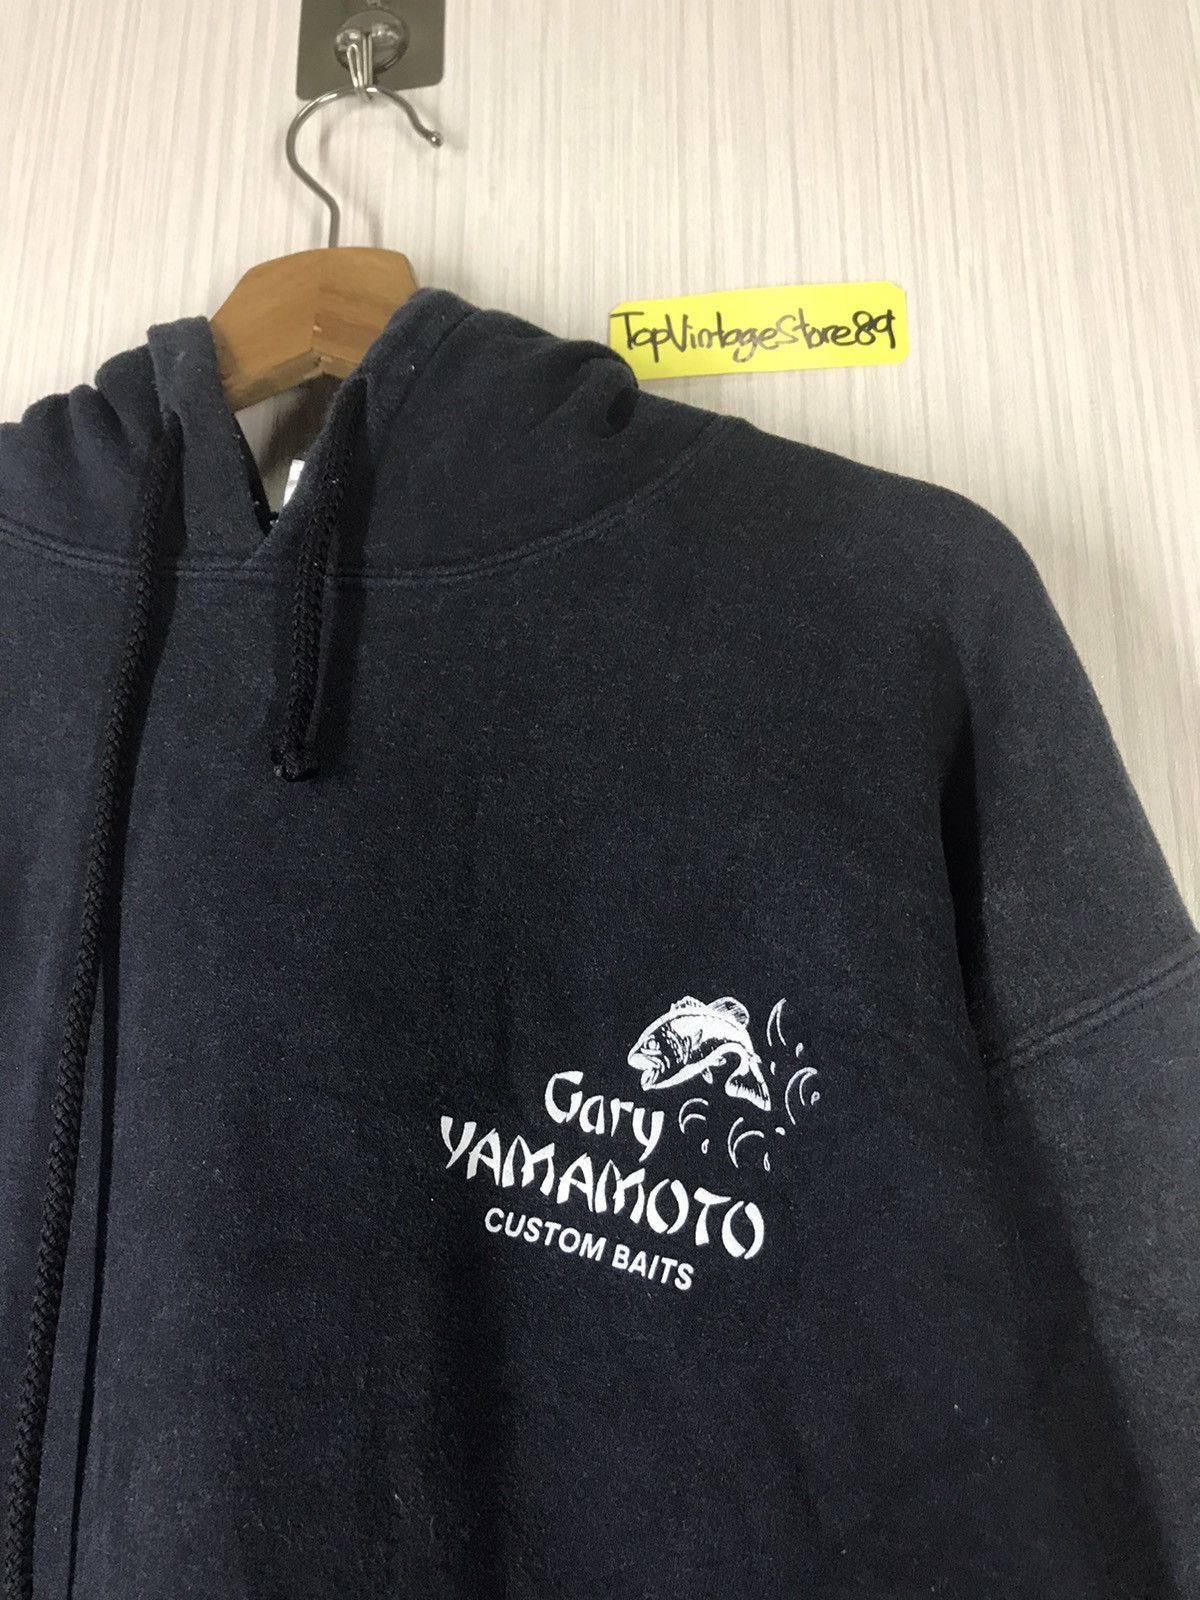 TopVintageStore89
Gary
YAMAMOTO
CUSTOM BAITS